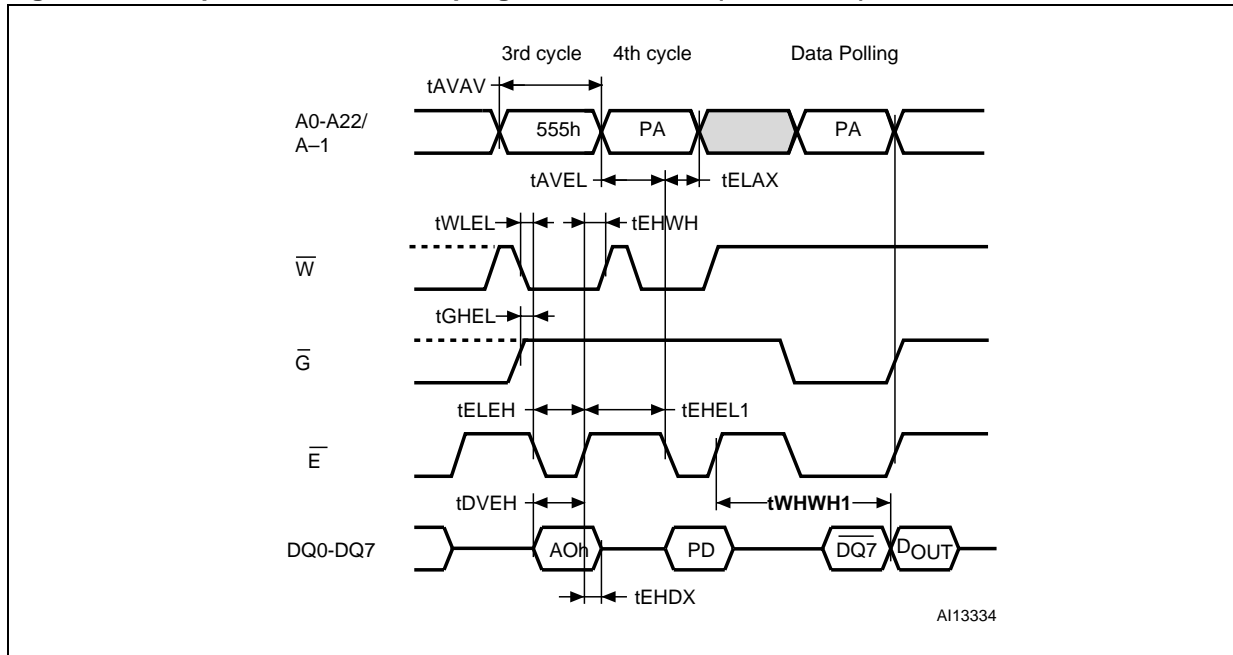 3rd cycle 4th cycle Data Polling
tAVAV
A0-A22/
A–1
555h PA PA
tAVEL tELAX
tWLEL tEHWH
W
tGHEL
G
tELEH tEHEL1
E
tDVEH tWHWH1
DQ0-DQ7 AOh PD DQ7 DOUT
tEHDX
AI13334